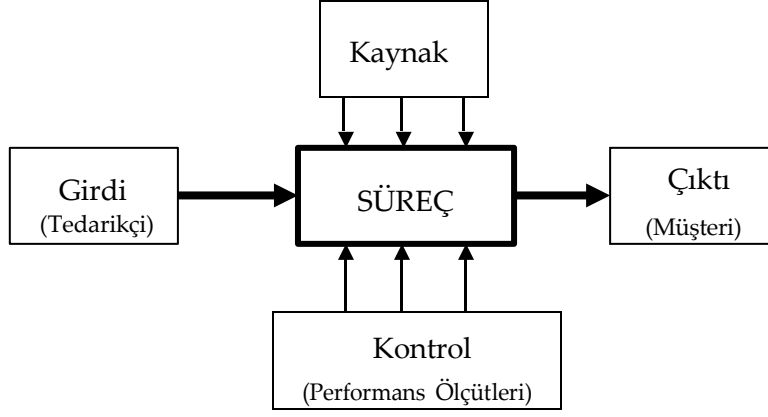 Kaynak
Girdi
(Tedarikçi)
SÜREÇ
Çıktı
(Müşteri)
Kontrol
(Performans Ölçütleri)